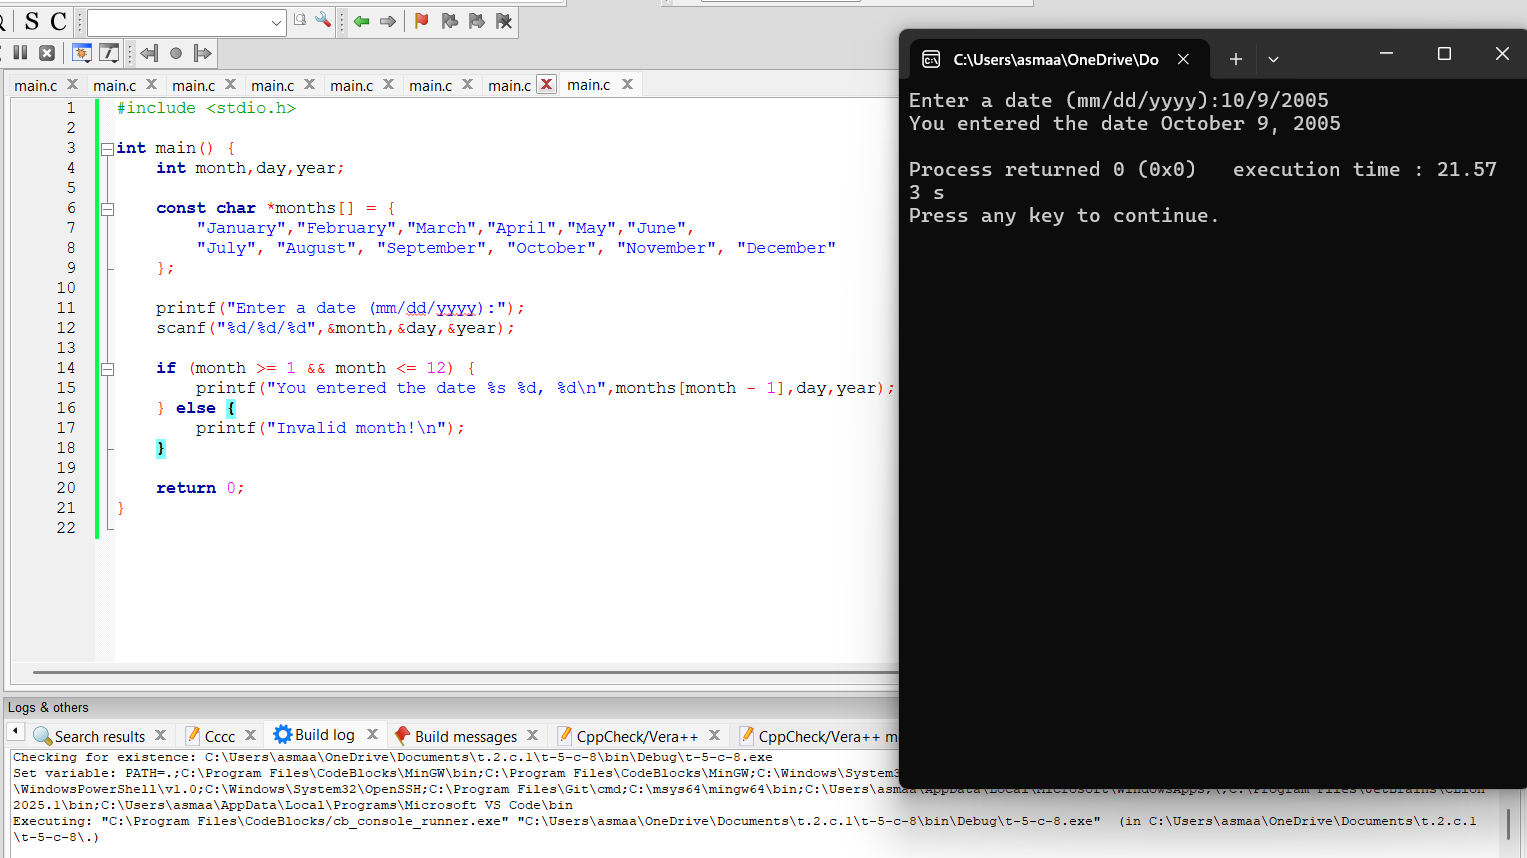 S C
main.c main.c main.c main.c main.c main.c main.c main.c
1 #include <stdio.h>
2
3 int main() {
4     int month,day,year;
5
6     const char *months[] = {
7         "January","February","March","April","May","June",
8         "July", "August", "September", "October", "November", "December"
9     };
10
11     printf("Enter a date (mm/dd/yyyy):");
12     scanf("%d/%d/%d",&month,&day,&year);
13
14     if (month >= 1 && month <= 12) {
15         printf("You entered the date %s %d, %d\n",months[month - 1],day,year);
16     } else {
17         printf("Invalid month!\n");
18     }
19
20     return 0;
21 }
22
C:\Users\asmaa\OneDrive\Do
Enter a date (mm/dd/yyyy):10/9/2005
You entered the date October 9, 2005
Process returned 0 (0x0)   execution time : 21.57
3 s
Press any key to continue.
Logs & others
Search results Cccc Build log Build messages CppCheck/Vera++ CppCheck/Vera++
Checking for existence: C:\Users\asmaa\OneDrive\Documents\t.2.c.1\t-5-c-8\bin\Debug\t-5-c-8.exe
Set variable: PATH=.;C:\Program Files\CodeBlocks\MinGW\bin;C:\Program Files\CodeBlocks\MinGW;C:\Windows\System3
\WindowsPowerShell\v1.0;C:\Windows\System32\OpenSSH;C:\Program Files\Git\cmd;C:\msys64\mingw64\bin;C:\Users\asmaa\AppData\Local\Microsoft\WindowsApps;\;C:\Program Files\JetBrains\CLion
2025.1\bin;C:\Users\asmaa\AppData\Local\Programs\Microsoft VS Code\bin
Executing: "C:\Program Files\CodeBlocks/cb_console_runner.exe" "C:\Users\asmaa\OneDrive\Documents\t.2.c.1\t-5-c-8\bin\Debug\t-5-c-8.exe"  (in C:\Users\asmaa\OneDrive\Documents\t.2.c.1
\t-5-c-8\.)